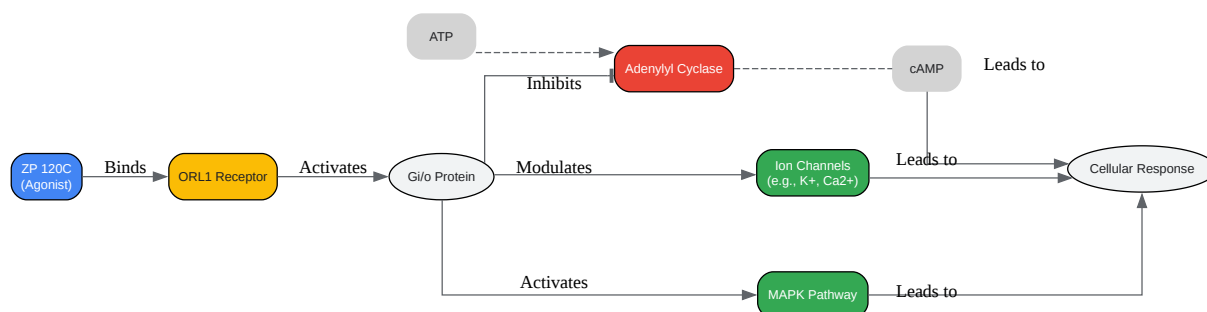 ATP
Adenylyl Cyclase
cAMP
Leads to
Inhibits
ZP 120C
(Agonist)
Binds
ORL1 Receptor
Activates
Gi/o Protein
Modulates
Ion Channels
(e.g., K+, Ca2+)
Leads to
Cellular Response
Activates
MAPK Pathway
Leads to